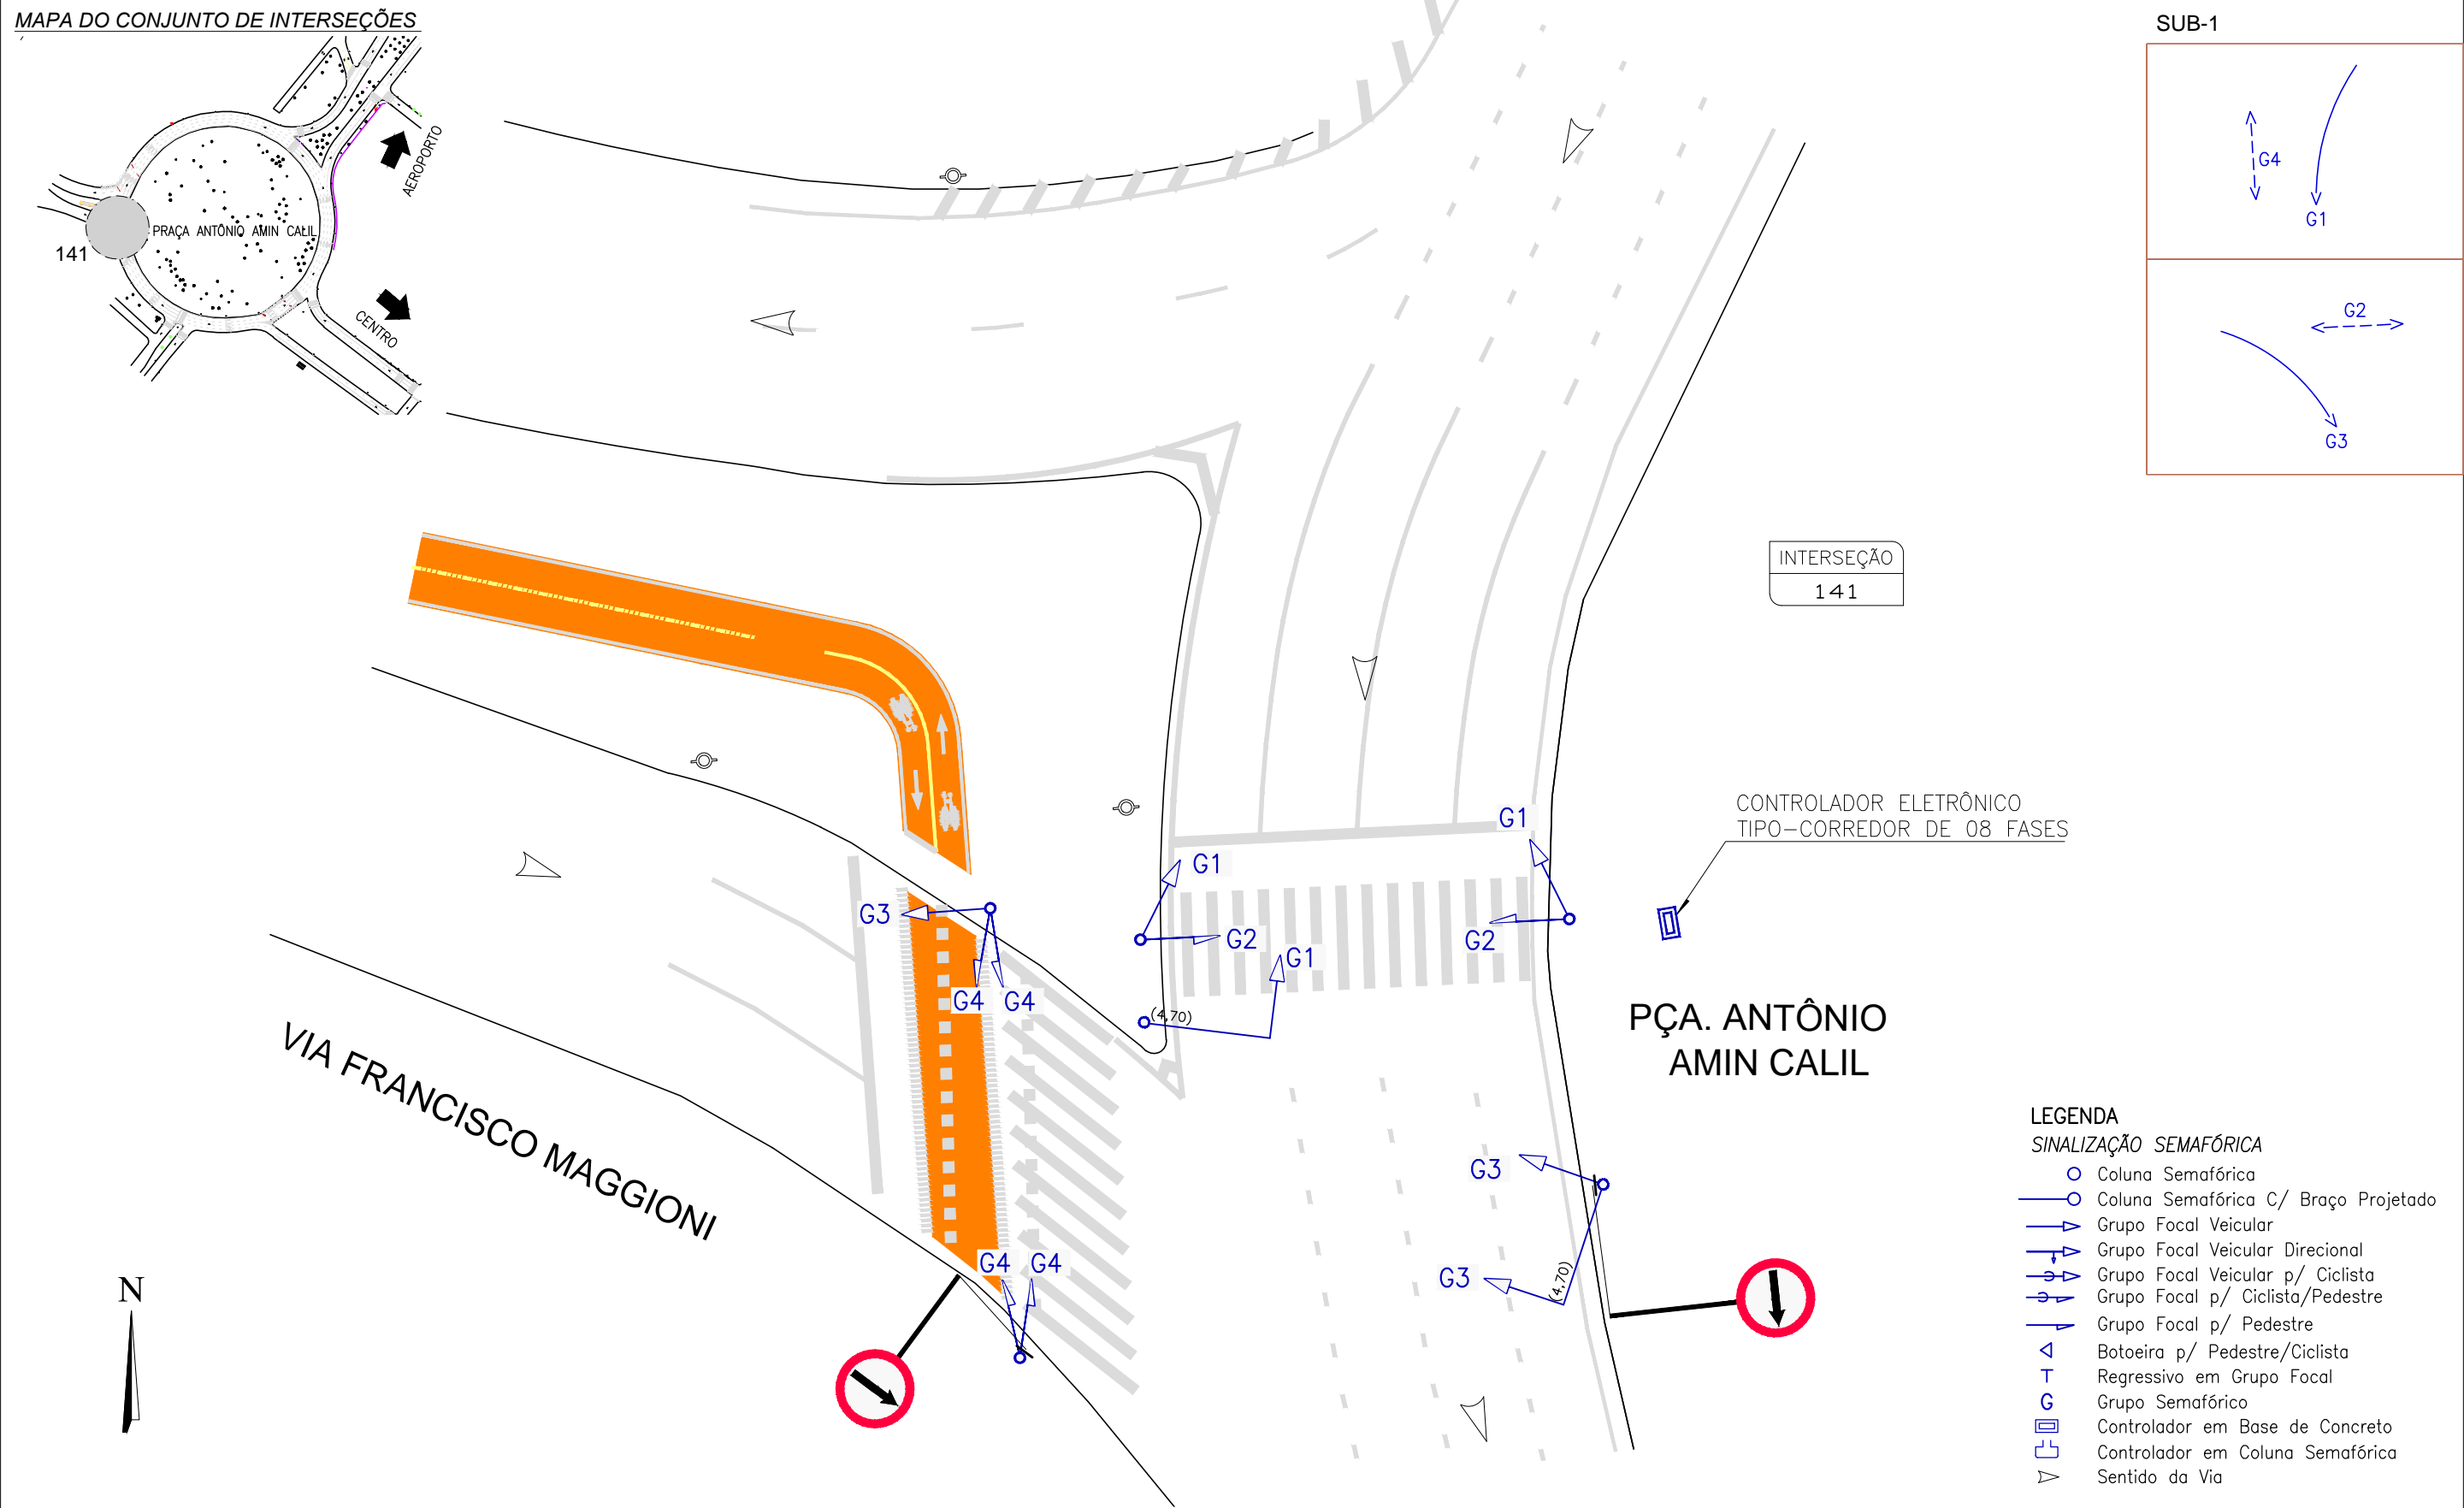 MAPA DO CONJUNTO DE INTERSEÇÕES
AEROPORTO
PRAÇA ANTÔNIO AMIN CALIL
141
CENTRO
SUB-1
G4
G1
G2
G3
INTERSEÇÃO
141
CONTROLADOR ELETRÔNICO
TIPO-CORREDOR DE 08 FASES
G1
G1
G3
G2
G2
G1
G4 G4
(4,70)
PÇA. ANTÔNIO
AMIN CALIL
VIA FRANCISCO MAGGIONI
G3
G4 G4
G3
(4,70)
N
LEGENDA
SINALIZAÇÃO SEMAFÓRICA
Coluna Semafórica
Coluna Semafórica C/ Braço Projetado
Grupo Focal Veicular
Grupo Focal Veicular Direcional
Grupo Focal Veicular p/ Ciclista
Grupo Focal p/ Ciclista/Pedestre
Grupo Focal p/ Pedestre
Botoeira p/ Pedestre/Ciclista
T Regressivo em Grupo Focal
G Grupo Semafórico
Controlador em Base de Concreto
Controlador em Coluna Semafórica
Sentido da Via